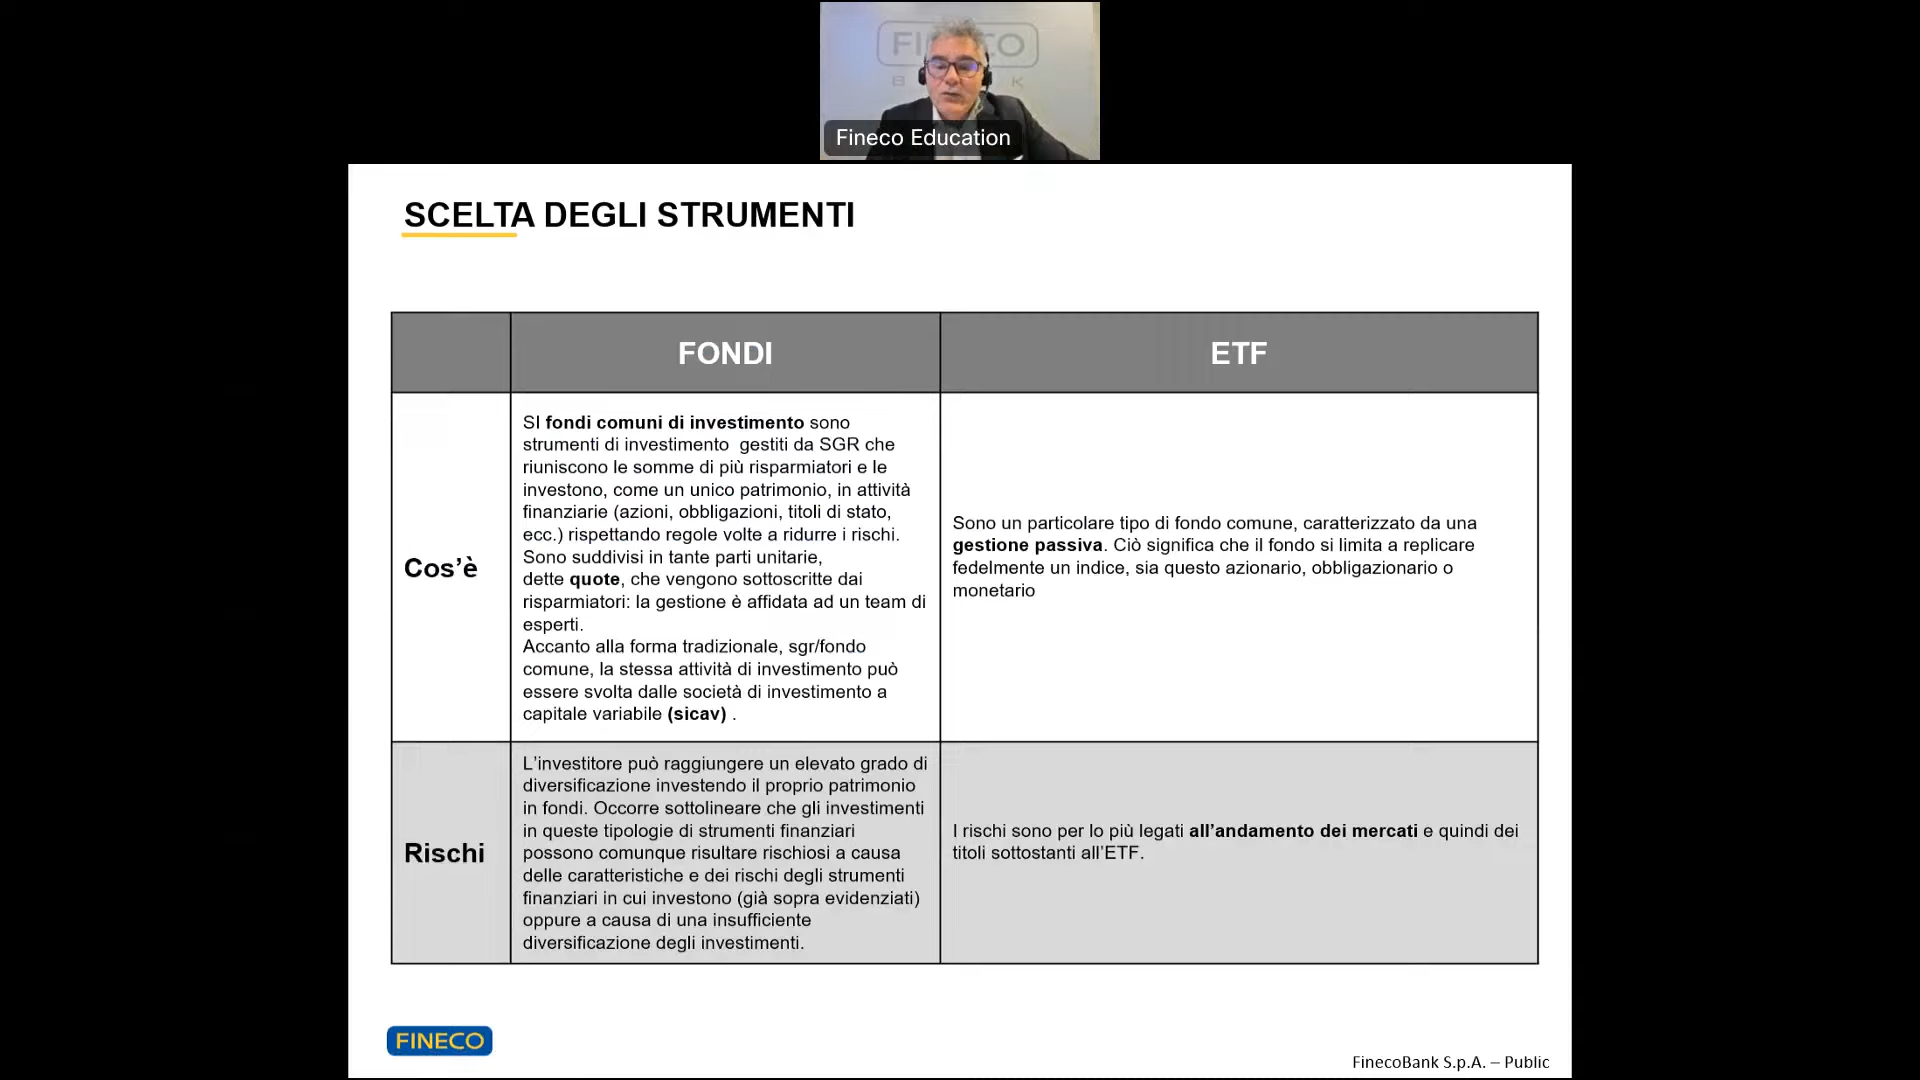 FINECO
B K
Fineco Education
SCELTA DEGLI STRUMENTI
FONDI
ETF
Cos’è
SI fondi comuni di investimento sono
strumenti di investimento  gestiti da SGR che
riuniscono le somme di più risparmiatori e le
investono, come un unico patrimonio, in attività
finanziarie (azioni, obbligazioni, titoli di stato,
ecc.) rispettando regole volte a ridurre i rischi.
Sono suddivisi in tante parti unitarie,
dette quote, che vengono sottoscritte dai
risparmiatori: la gestione è affidata ad un team di
esperti.
Accanto alla forma tradizionale, sgr/fondo
comune, la stessa attività di investimento può
essere svolta dalle società di investimento a
capitale variabile (sicav) .
Sono un particolare tipo di fondo comune, caratterizzato da una
gestione passiva. Ciò significa che il fondo si limita a replicare
fedelmente un indice, sia questo azionario, obbligazionario o
monetario
Rischi
L’investitore può raggiungere un elevato grado di
diversificazione investendo il proprio patrimonio
in fondi. Occorre sottolineare che gli investimenti
in queste tipologie di strumenti finanziari
possono comunque risultare rischiosi a causa
delle caratteristiche e dei rischi degli strumenti
finanziari in cui investono (già sopra evidenziati)
oppure a causa di una insufficiente
diversificazione degli investimenti.
I rischi sono per lo più legati all’andamento dei mercati e quindi dei
titoli sottostanti all’ETF.
FINECO
FinecoBank S.p.A. – Public